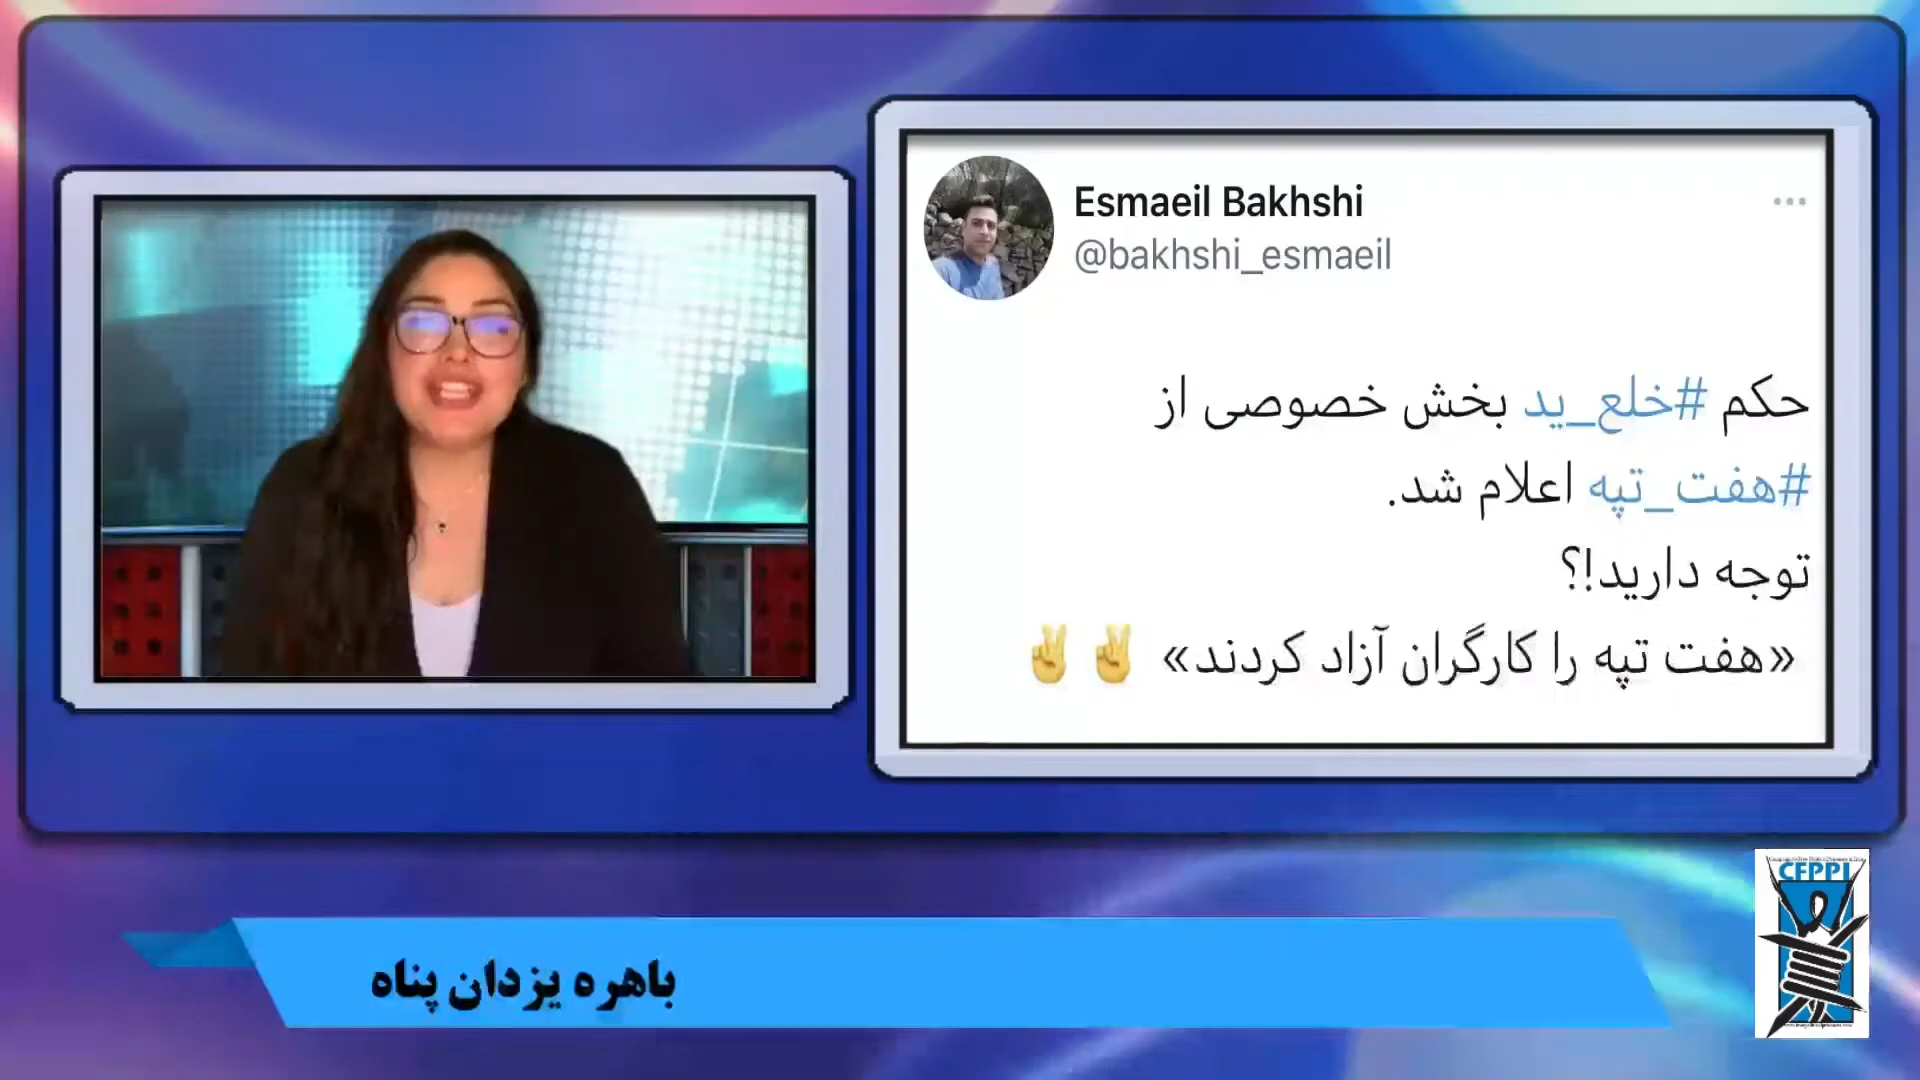 Esmaeil Bakhshi
@bakhshi_esmaeil
حکم #خلع_ید بخش خصوصی از
#هفت_تپه اعلام شد.
توجه دارید!؟
«هفت تپه را کارگران آزاد کردند» ✌️ ✌️
باهره یزدان پناه
CFPPI